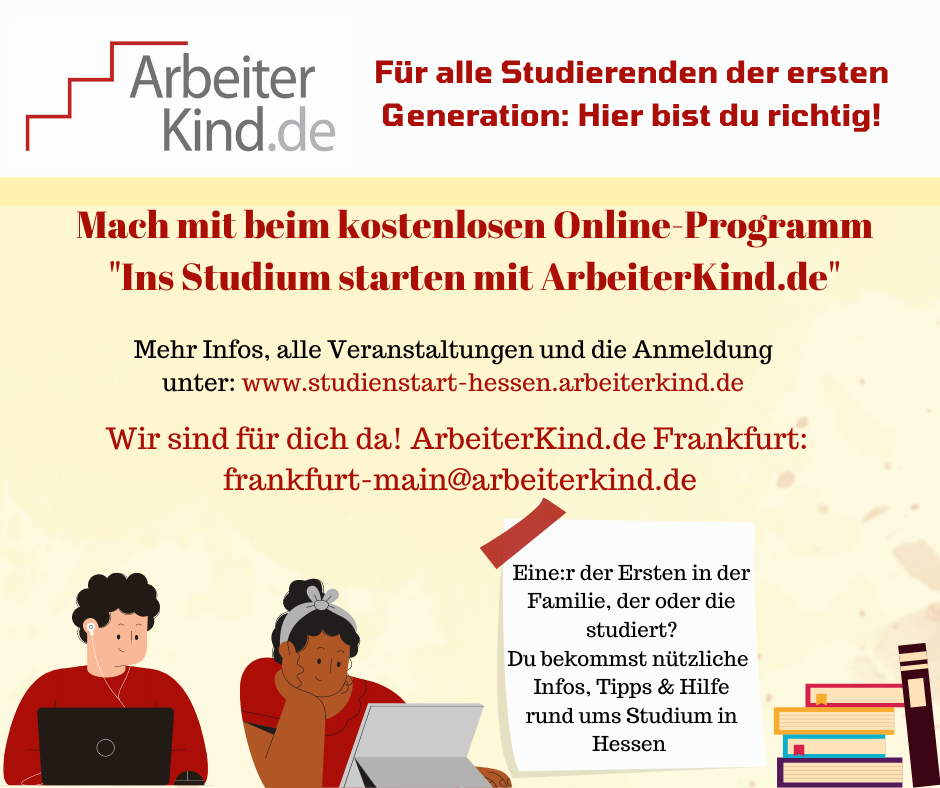 Arbeiter
Kind.de
Für alle Studierenden der ersten
Generation: Hier bist du richtig!
Mach mit beim kostenlosen Online-Programm
"Ins Studium starten mit ArbeiterKind.de"
Mehr Infos, alle Veranstaltungen und die Anmeldung
unter: www.studienstart-hessen.arbeiterkind.de
Wir sind für dich da! ArbeiterKind.de Frankfurt:
frankfurt-main@arbeiterkind.de
Eine:r der Ersten in der
Familie, der oder die
studiert?
Du bekommst nützliche
Infos, Tipps & Hilfe
rund ums Studium in
Hessen